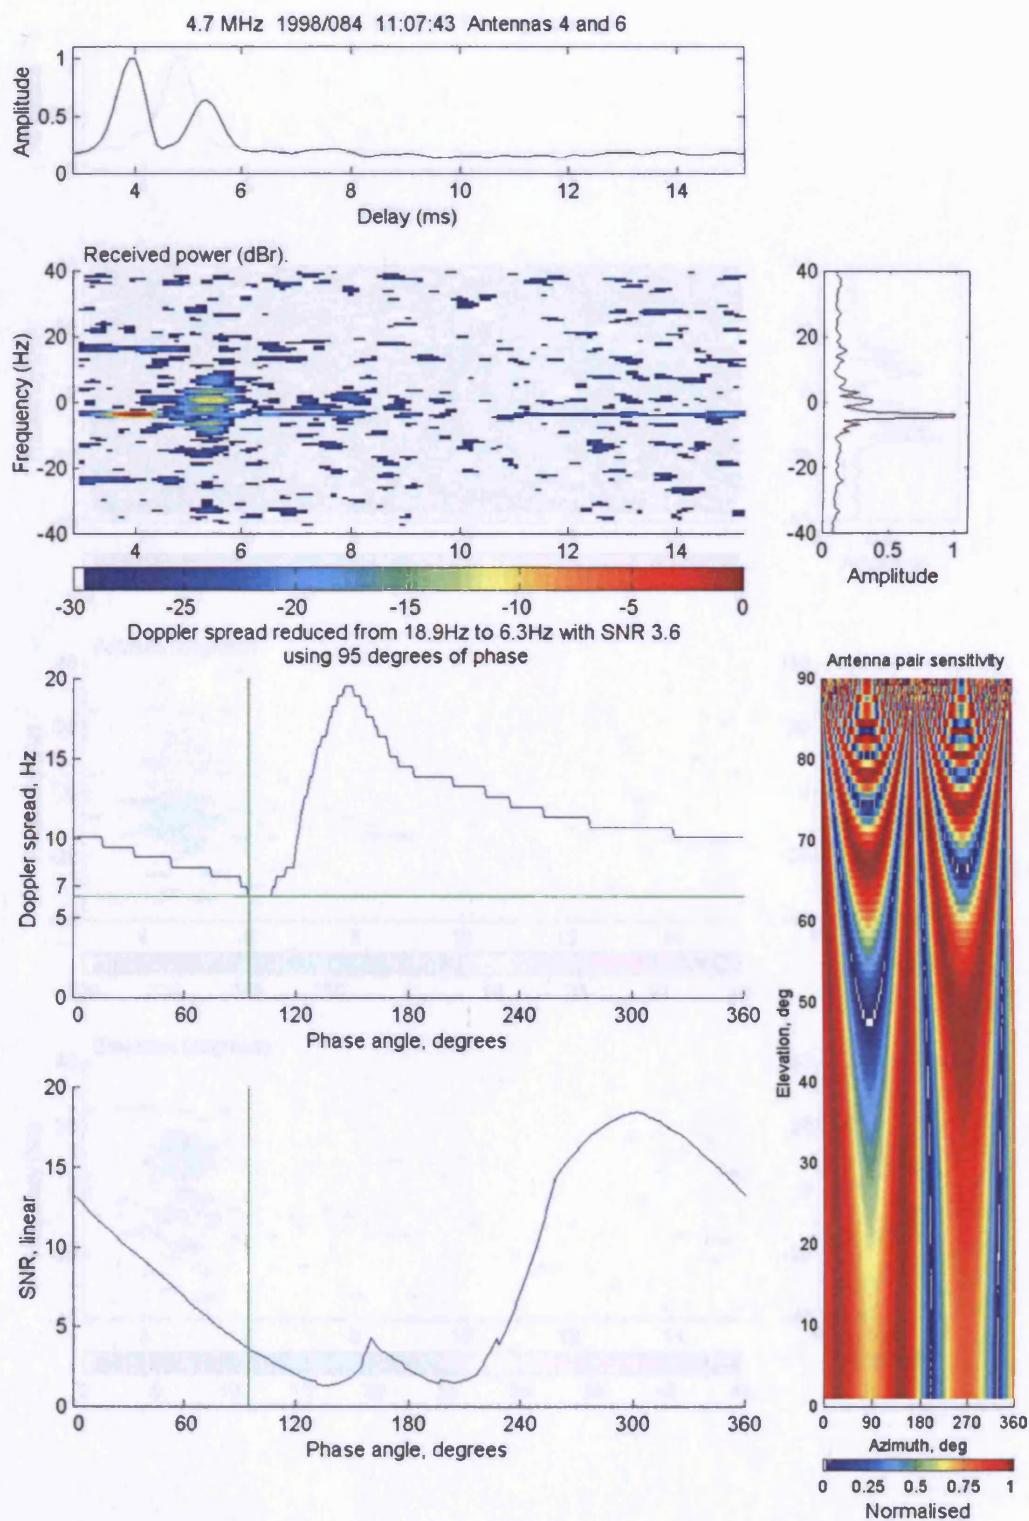 4.7 MHz 1998/084 11:07:43 Antennas 4 and 6
1
0.5
0
Amplitude
4 6 8 10 12 14
Delay (ms)
Received power (dBr).
40
20
0
-20
-40
Frequency (Hz)
4 6 8 10 12 14
40
20
0
-20
-40
0 0.5 1
Amplitude
-30 -25 -20 -15 -10 -5 0
Doppler spread reduced from 18.9Hz to 6.3Hz with SNR 3.6
using 95 degrees of phase
20
15
10
7
5
0
Doppler spread, Hz
0 60 120 180 240 300 360
Phase angle, degrees
20
15
10
5
0
SNR, linear
0 60 120 180 240 300 360
Phase angle, degrees
Antenna pair sensitivity
90
80
70
60
50
40
30
20
10
0
Elevation, deg
0 90 180 270 360
Azimuth, deg
0 0.25 0.5 0.75 1
Normalised